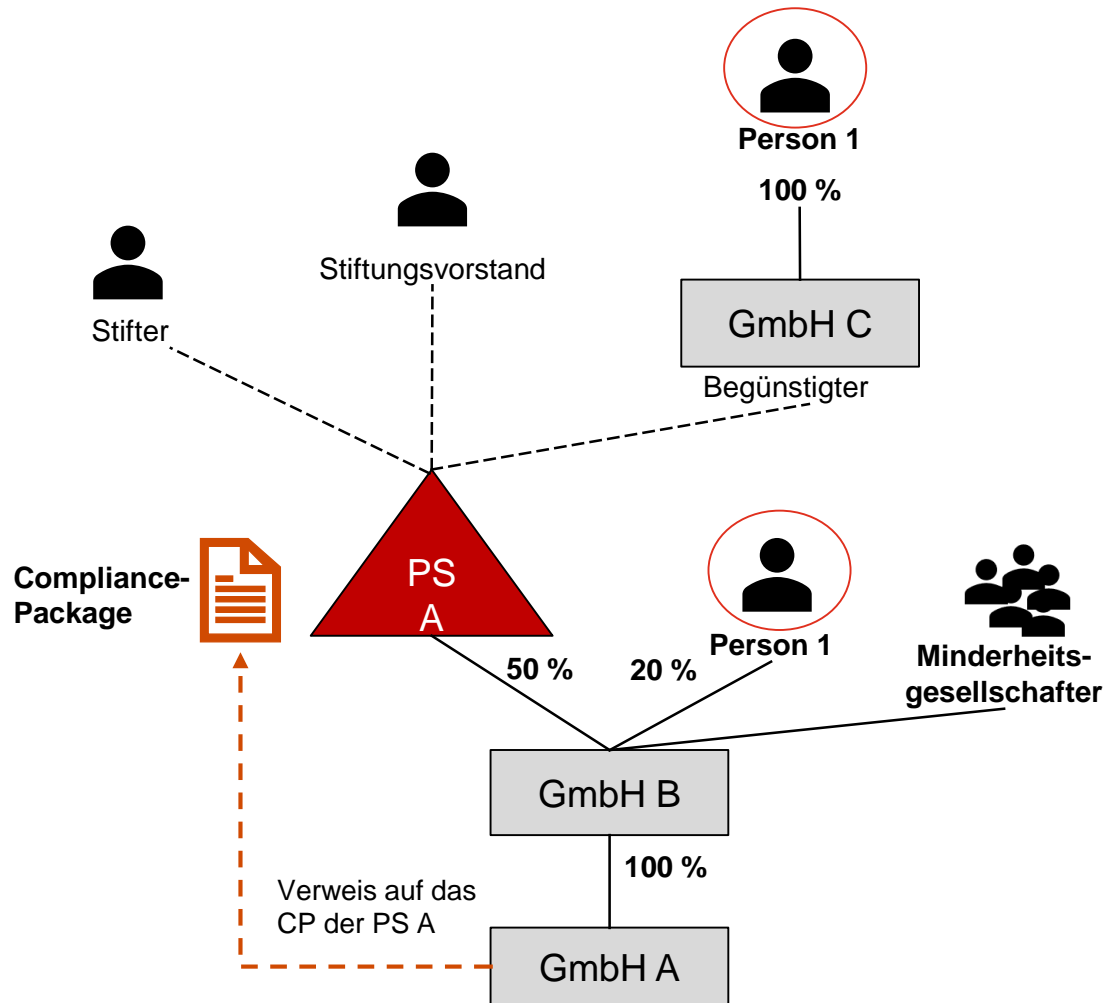 Person 1
100 %
Stiftungsvorstand
Stifter
GmbH C
Begünstigter
Compliance-
Package
PS
A
Person 1
Minderheits-
gesellschafter
50 %
20 %
GmbH B
100 %
Verweis auf das
CP der PS A
GmbH A